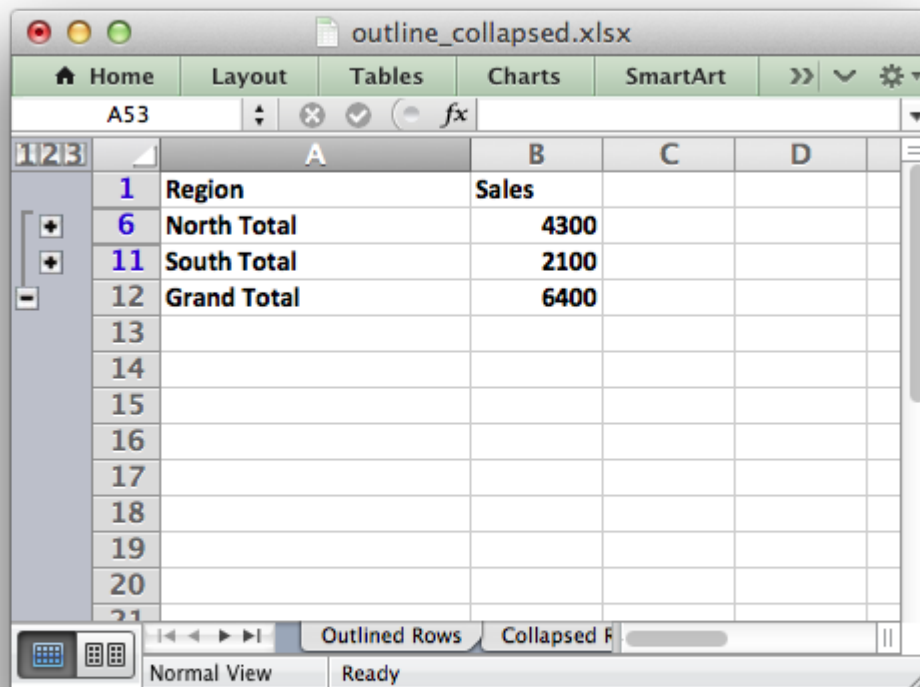 outline_collapsed.xlsx
Home Layout Tables Charts SmartArt
A53 fx
1 2 3 A B C D
1 Region Sales
6 North Total 4300
11 South Total 2100
12 Grand Total 6400
13
14
15
16
17
18
19
20
21
Outlined Rows Collapsed R
Normal View Ready